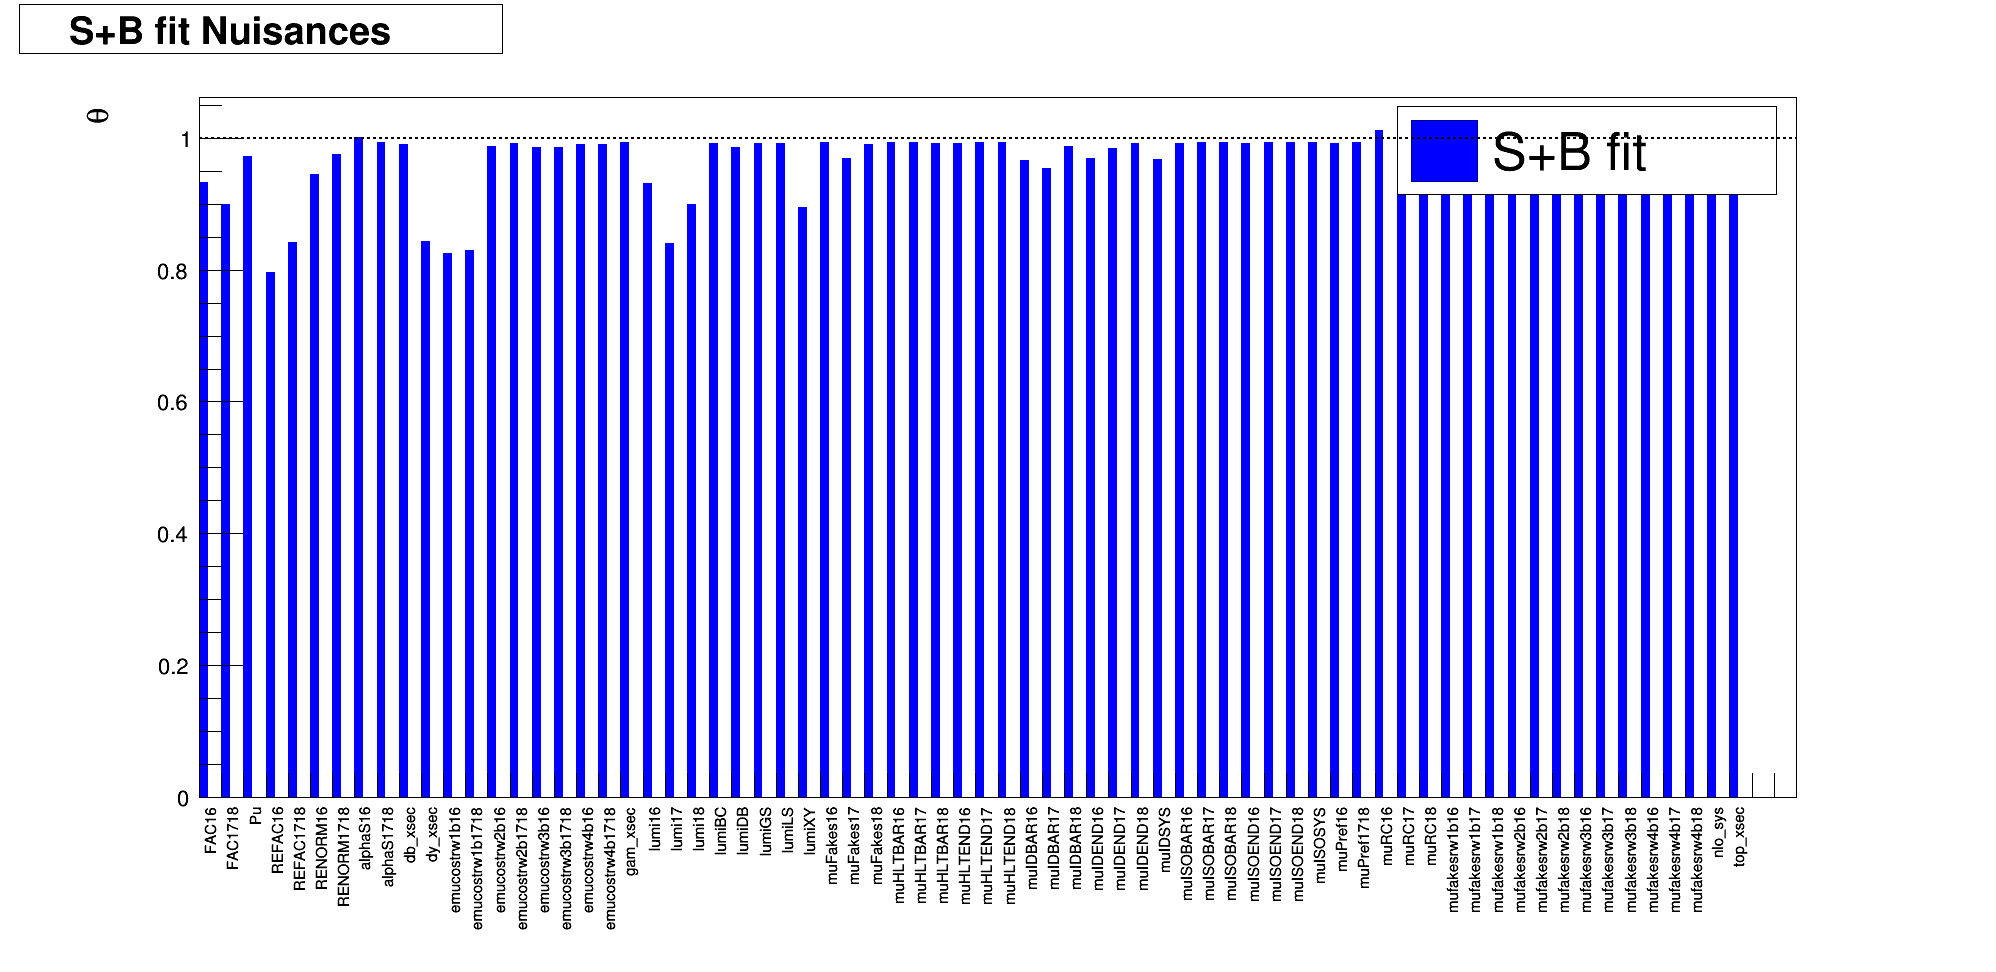 S+B fit Nuisances
θ
S+B fit
1
0.8
0.6
0.4
0.2
0
FAC16
FAC1718
Pu
REFAC16
REFAC1718
RENORM16
RENORM1718
alphaS16
alphaS1718
db_xsec
dy_xsec
emucostrw1b16
emucostrw1b1718
emucostrw2b16
emucostrw2b1718
emucostrw3b16
emucostrw3b1718
emucostrw4b16
emucostrw4b1718
gam_xsec
lumi16
lumi17
lumi18
lumiBC
lumiDB
lumiGS
lumiLS
lumiXY
muFakes16
muFakes17
muFakes18
muHLTBAR16
muHLTBAR17
muHLTBAR18
muHLTEND16
muHLTEND17
muHLTEND18
muIDBAR16
muIDBAR17
muIDBAR18
muIDEND16
muIDEND17
muIDEND18
muIDSYS
muISOBAR16
muISOBAR17
muISOBAR18
muISOEND16
muISOEND17
muISOEND18
muISOSYS
muPref16
muPref1718
muRC16
muRC17
muRC18
mufakesrw1b16
mufakesrw1b17
mufakesrw1b18
mufakesrw2b16
mufakesrw2b17
mufakesrw2b18
mufakesrw3b16
mufakesrw3b17
mufakesrw3b18
mufakesrw4b16
mufakesrw4b17
mufakesrw4b18
nlo_sys
top_xsec